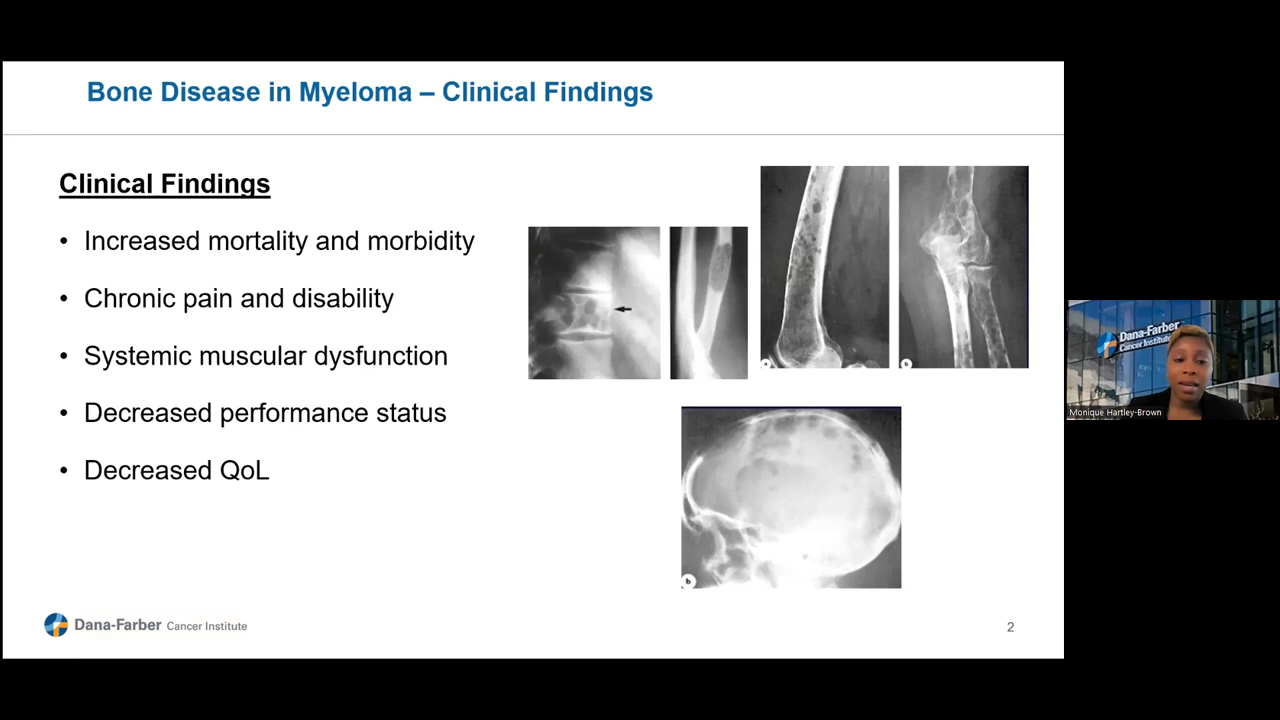 Bone Disease in Myeloma – Clinical Findings
Clinical Findings
• Increased mortality and morbidity
• Chronic pain and disability
• Systemic muscular dysfunction
• Decreased performance status
• Decreased QoL
b
Dana-Farber Cancer Institute
2
Dana-Farber
Cancer Institute
Monique Hartley-Brown